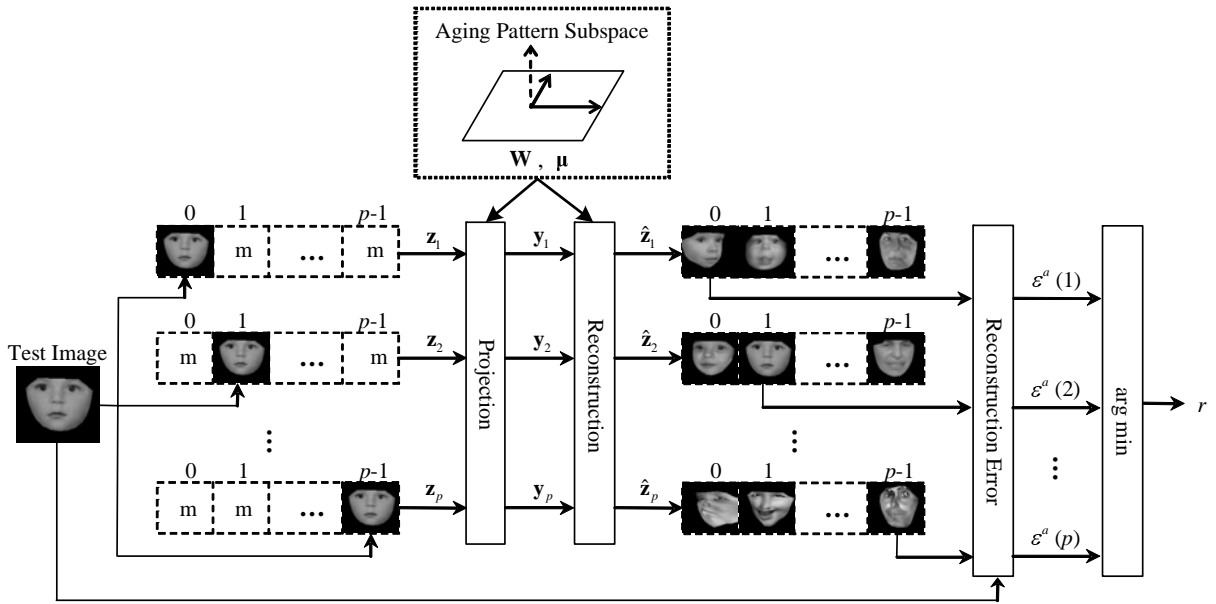 Aging Pattern Subspace
W , μ
0 1 p-1
m ... m
z₁ y₁ ẑ₁
0 1 p-1
...
εᵃ (1)
0 1 p-1
m ... m
z₂ y₂ ẑ₂
0 1 p-1
...
εᵃ (2)
Test Image
Projection
Reconstruction
Reconstruction Error
arg min
r
...
...
...
0 1 p-1
m m ...
zₚ yₚ ẑₚ
0 1 p-1
...
εᵃ (p)